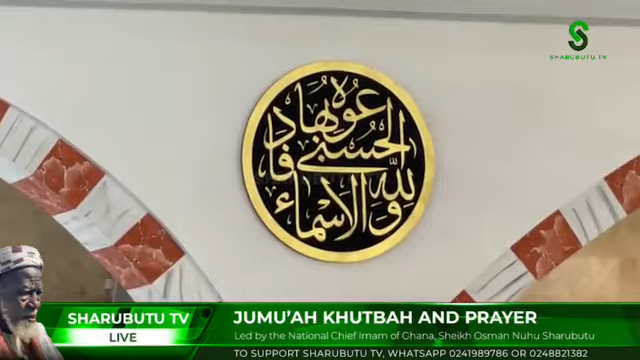 SHARUBUTU TV
ولله الاسماء الحسنى فادعوه بها
SHARUBUTU TV
LIVE
JUMU'AH KHUTBAH AND PRAYER
Led by the National Chief Imam of Ghana, Sheikh Osman Nuhu Sharubutu
TO SUPPORT SHARUBUTU TV, WHATSAPP 0241989786 OR 0248821382